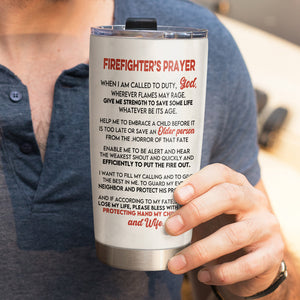 FIREFIGHTER'S PRAYER
WHEN I AM CALLED TO DUTY, God,
WHEREVER FLAMES MAY RAGE.
GIVE ME STRENGTH TO SAVE SOME LIFE
WHATEVER BE ITS AGE.
HELP ME TO EMBRACE A CHILD BEFORE IT
IS TOO LATE OR SAVE AN Older person
FROM THE HORROR OF THAT FATE
ENABLE ME TO BE ALERT AND HEAR
THE WEAKEST SHOUT AND QUICKLY AND
EFFICIENTLY TO PUT THE FIRE OUT.
I WANT TO FILL MY CALLING AND TO
THE BEST IN ME. TO GUARD MY
NEIGHBOR AND PROTECT HIS
AND IF ACCORDING TO MY FATE
LOSE MY LIFE, PLEASE BLESS WITH
PROTECTING HAND MY
and Wife